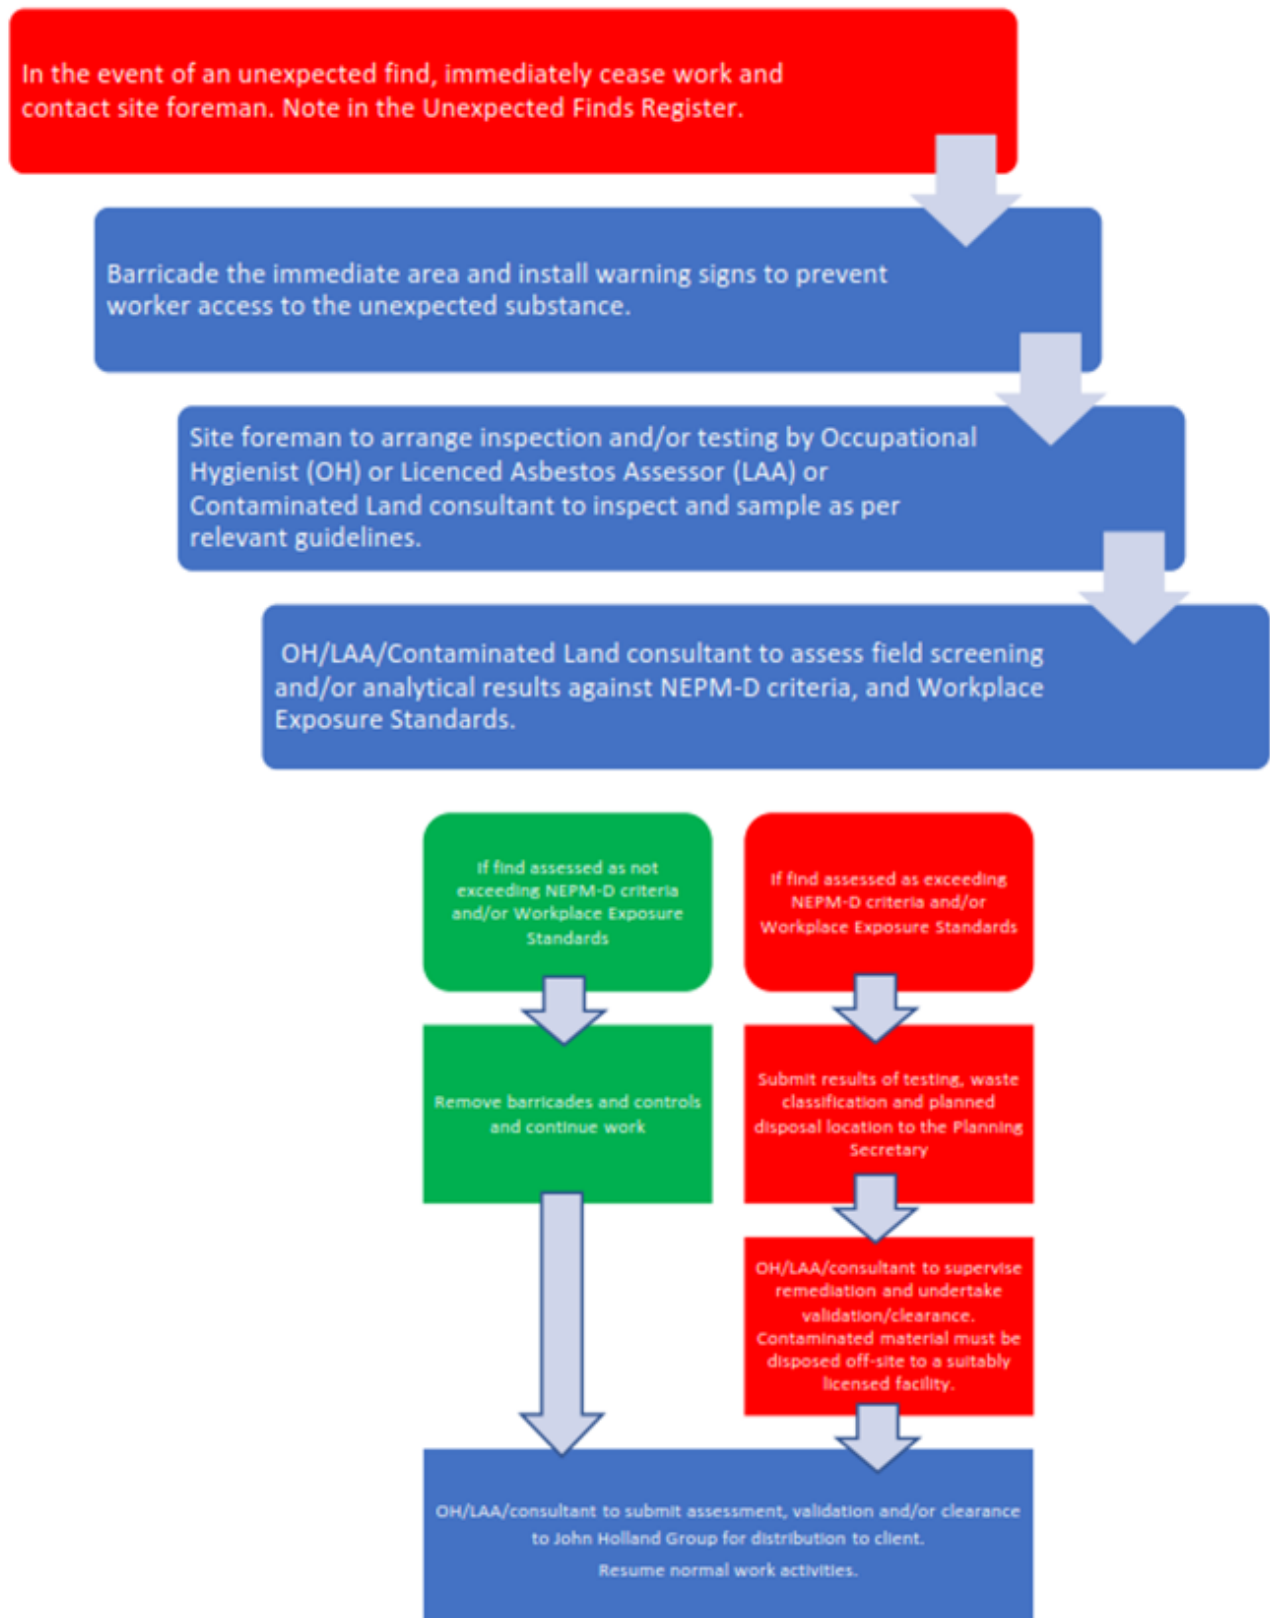 In the event of an unexpected find, immediately cease work and
contact site foreman. Note in the Unexpected Finds Register.
Barricade the immediate area and install warning signs to prevent
worker access to the unexpected substance.
Site foreman to arrange inspection and/or testing by Occupational
Hygienist (OH) or Licenced Asbestos Assessor (LAA) or
Contaminated Land consultant to inspect and sample as per
relevant guidelines.
OH/LAA/Contaminated Land consultant to assess field screening
and/or analytical results against NEPM-D criteria, and Workplace
Exposure Standards.
If find assessed as not
exceeding NEPM-D criteria
and/or Workplace Exposure
Standards
Remove barricades and controls
and continue work
If find assessed as exceeding
NEPM-D criteria and/or
Workplace Exposure Standards
Submit results of testing, waste
classification and planned
disposal location to the Planning
Secretary
OH/LAA/consultant to supervise
remediation and undertake
validation/clearance.
Contaminated material must be
disposed off-site to a suitably
licensed facility.
OH/LAA/consultant to submit assessment, validation and/or clearance
to John Holland Group for distribution to client.
Resume normal work activities.